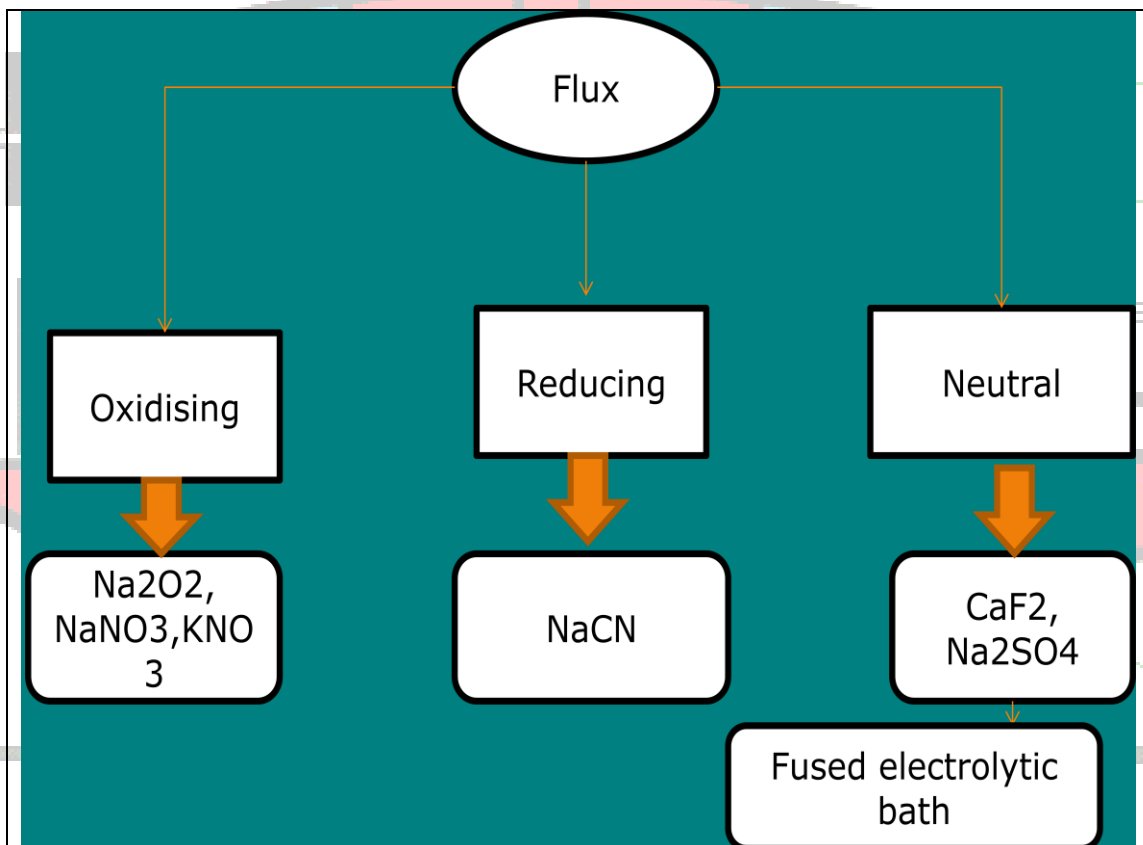 Flux
Oxidising
Reducing
Neutral
Na2O2,
NaNO3,KNO
3
NaCN
CaF2,
Na2SO4
Fused electrolytic
bath